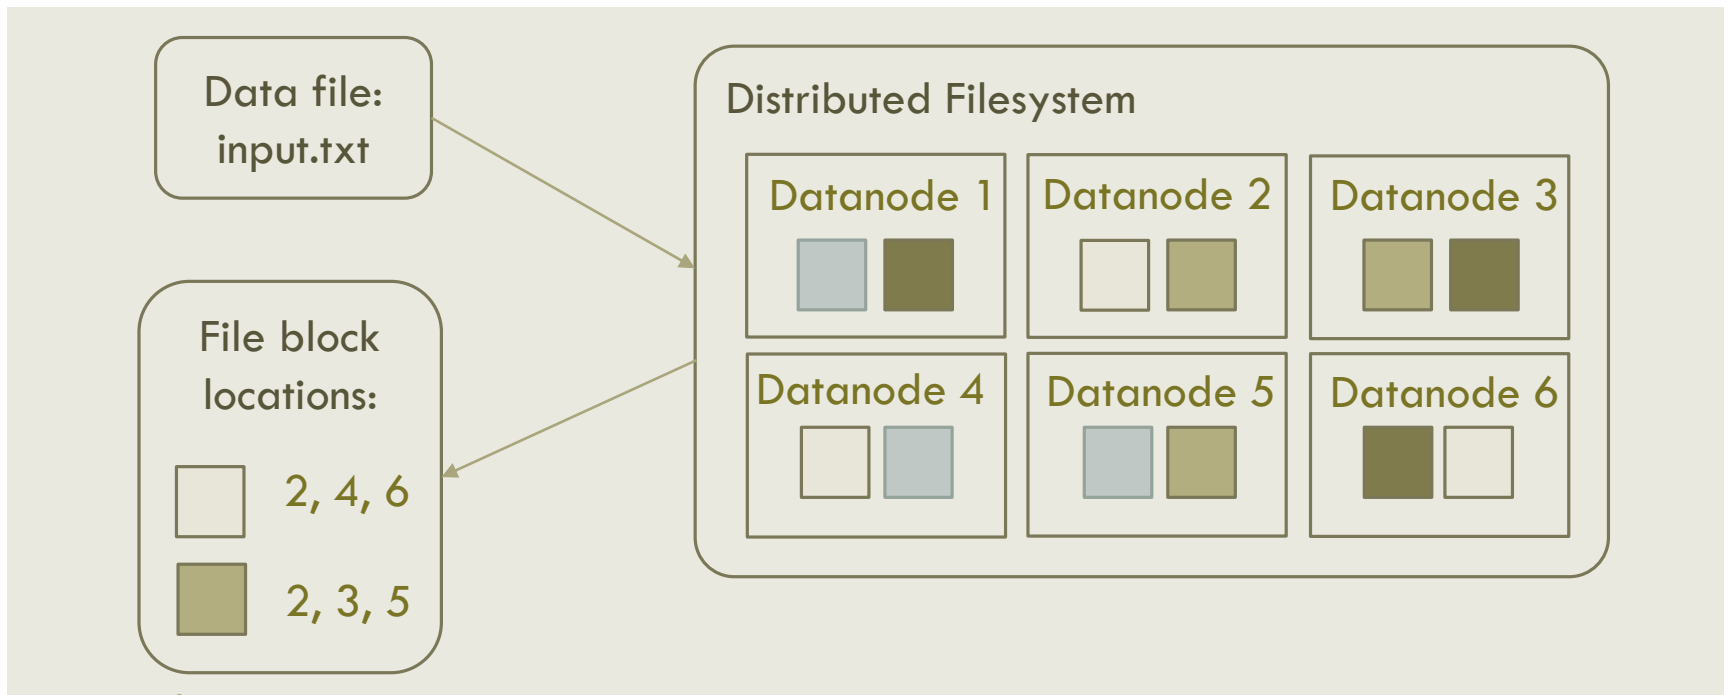 Data file:
input.txt
Distributed Filesystem
Datanode 1
Datanode 2
Datanode 3
Datanode 4
Datanode 5
Datanode 6
File block
locations:
2, 4, 6
2, 3, 5